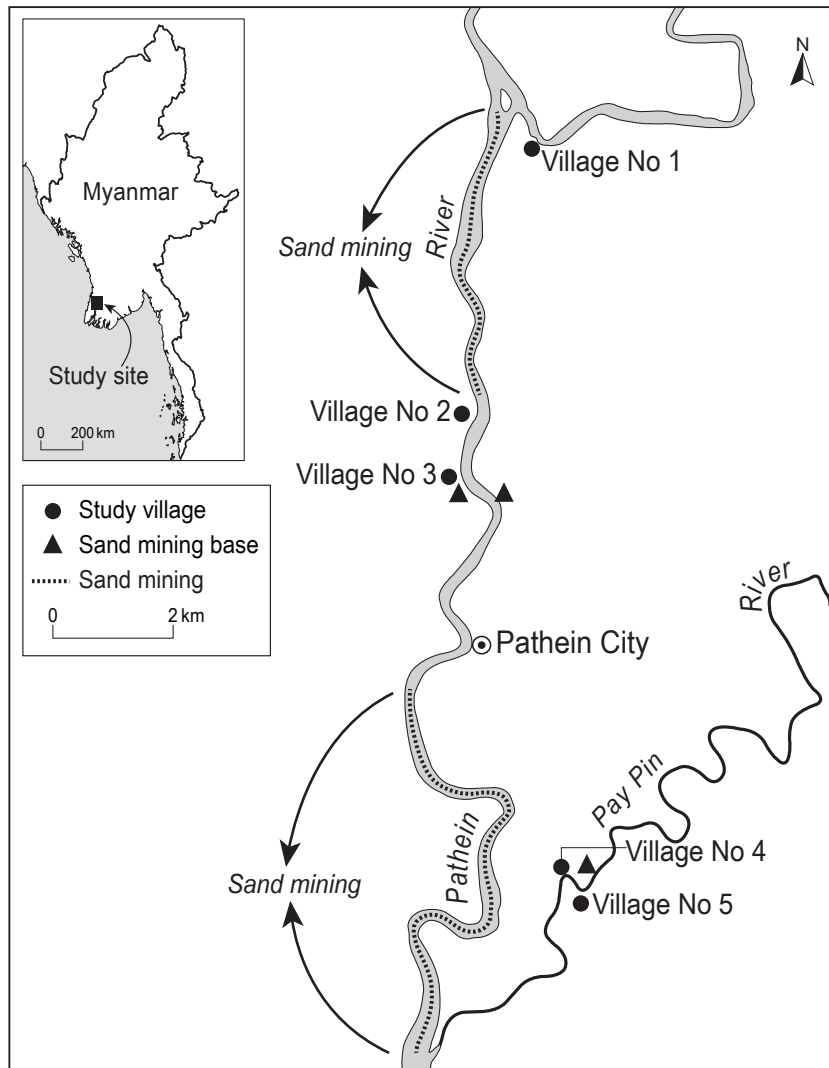 Myanmar
Study site
0 200 km
Study village
Sand mining base
Sand mining
0 2 km
N
Village No 1
River
Sand mining
Village No 2
Village No 3
Pathein City
River
Pay Pin
Pathein
Sand mining
Village No 4
Village No 5